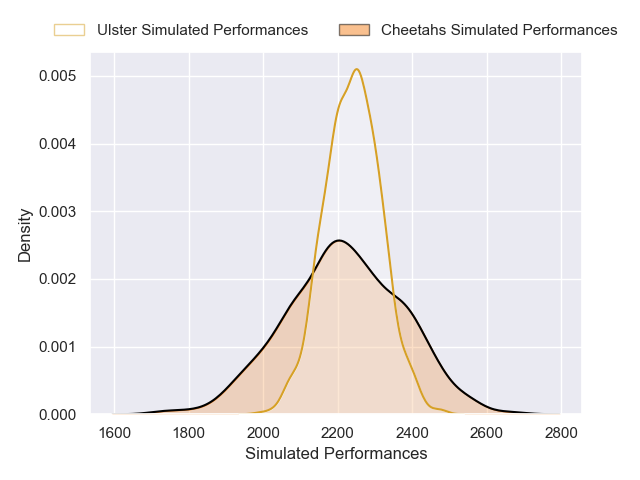 Ulster Simulated Performances Cheetahs Simulated Performances
0.005
0.004
0.003
0.002
0.001
0.000
Density
1600 1800 2000 2200 2400 2600 2800
Simulated Performances